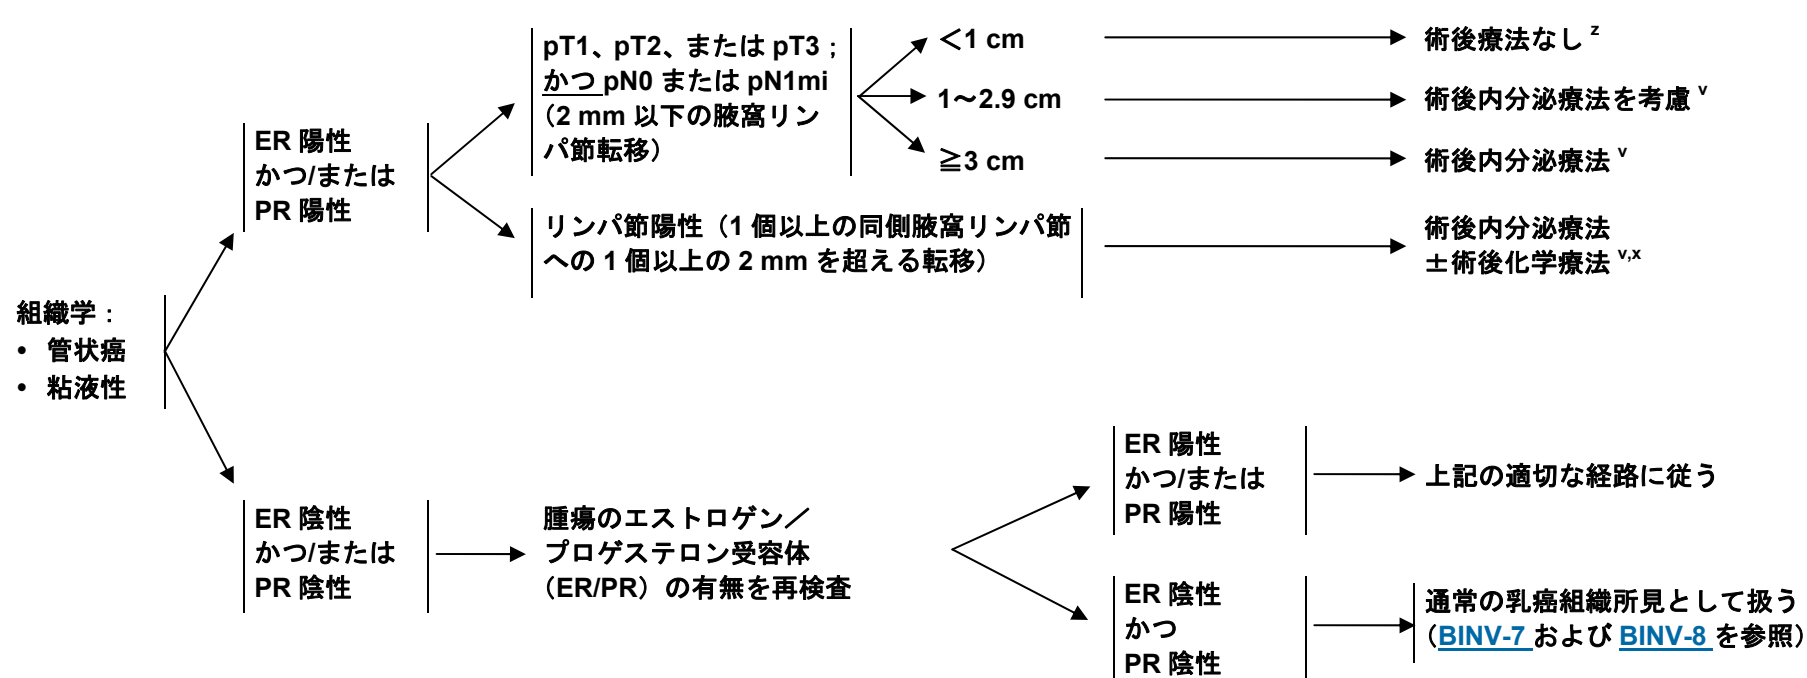 pT1、pT2、または pT3；
かつ pN0 または pN1mi
（2 mm 以下の腋窩リン
パ節転移）
＜1 cm
術後療法なし z
1～2.9 cm
術後内分泌療法を考慮 v
≧3 cm
術後内分泌療法 v
ER 陽性
かつ/または
PR 陽性
リンパ節陽性（1 個以上の同側腋窩リンパ節
への 1 個以上の 2 mm を超える転移）
術後内分泌療法
±術後化学療法 v,x
組織学：
• 管状癌
• 粘液性
ER 陰性
かつ/または
PR 陰性
腫瘍のエストロゲン／
プロゲステロン受容体
（ER/PR）の有無を再検査
ER 陽性
かつ/または
PR 陽性
上記の適切な経路に従う
ER 陰性
かつ
PR 陰性
通常の乳癌組織所見として扱う
（BINV-7 および BINV-8 を参照）